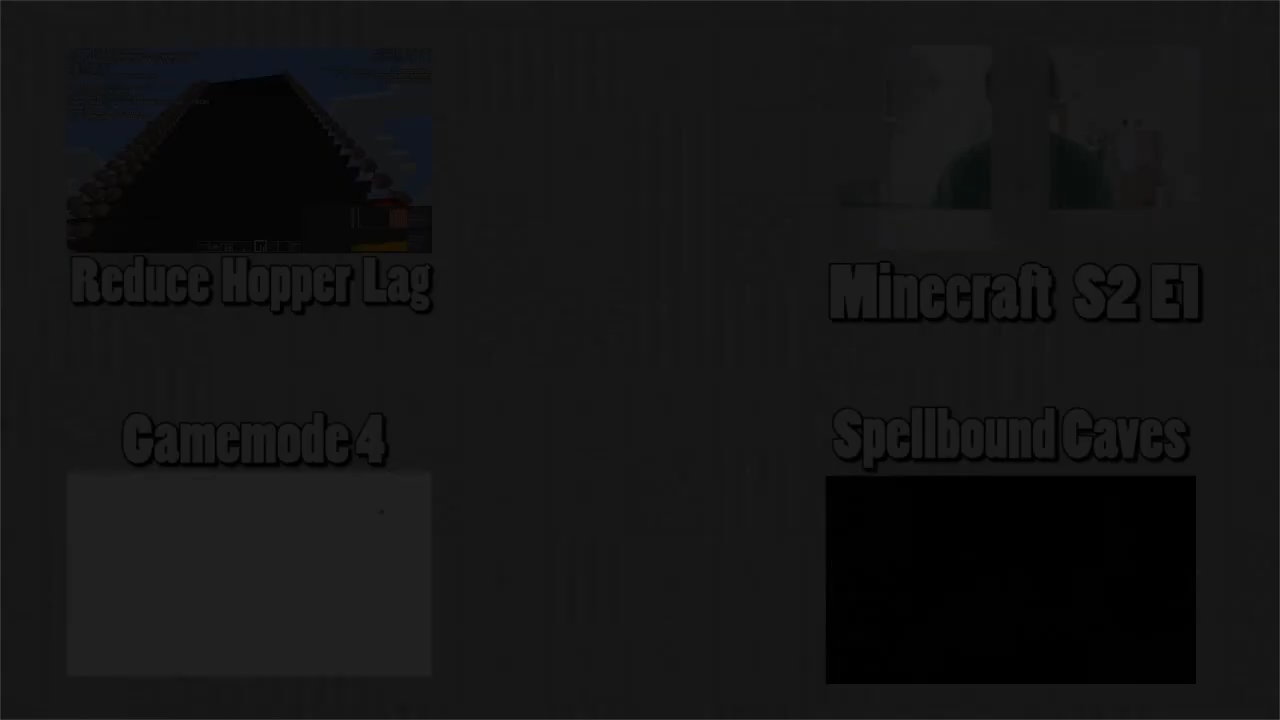 Reduce Hopper Lag
Minecraft S2 E1
Gamemode 4
Spellbound Caves